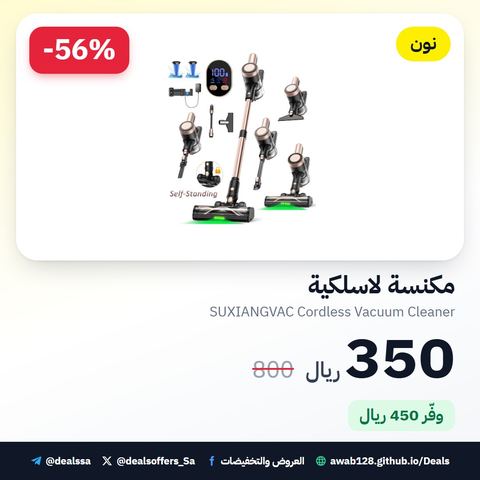 -56%
نون
100
Self-Standing
مكنسة لاسلكية
SUXIANGVAC Cordless Vacuum Cleaner
350 ريال 800
وفّر 450 ريال
@dealssa @dealsoffers_Sa العروض والتخفيضات awab128.github.io/Deals